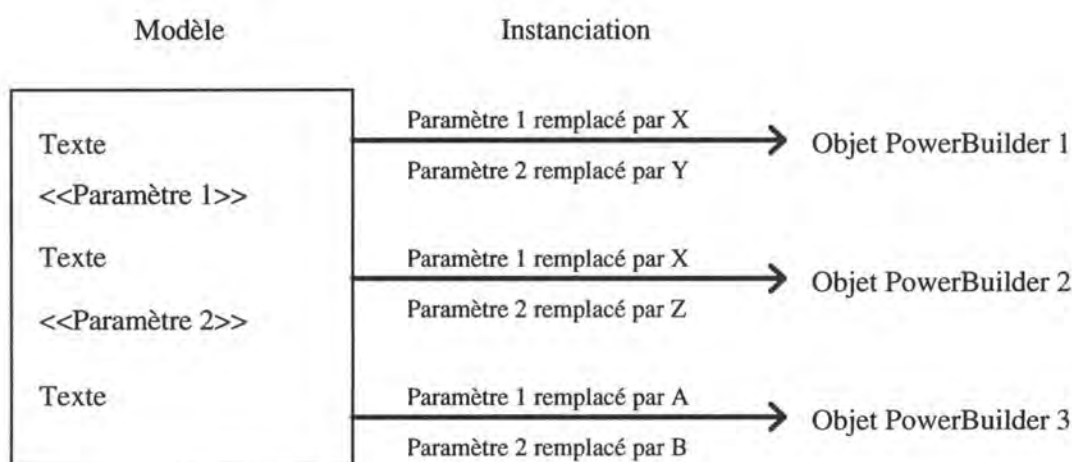 Modèle
Instanciation
Texte
<<Paramètre 1>>
Texte
<<Paramètre 2>>
Texte
Paramètre 1 remplacé par X
Paramètre 2 remplacé par Y
Objet PowerBuilder 1
Paramètre 1 remplacé par X
Paramètre 2 remplacé par Z
Objet PowerBuilder 2
Paramètre 1 remplacé par A
Paramètre 2 remplacé par B
Objet PowerBuilder 3